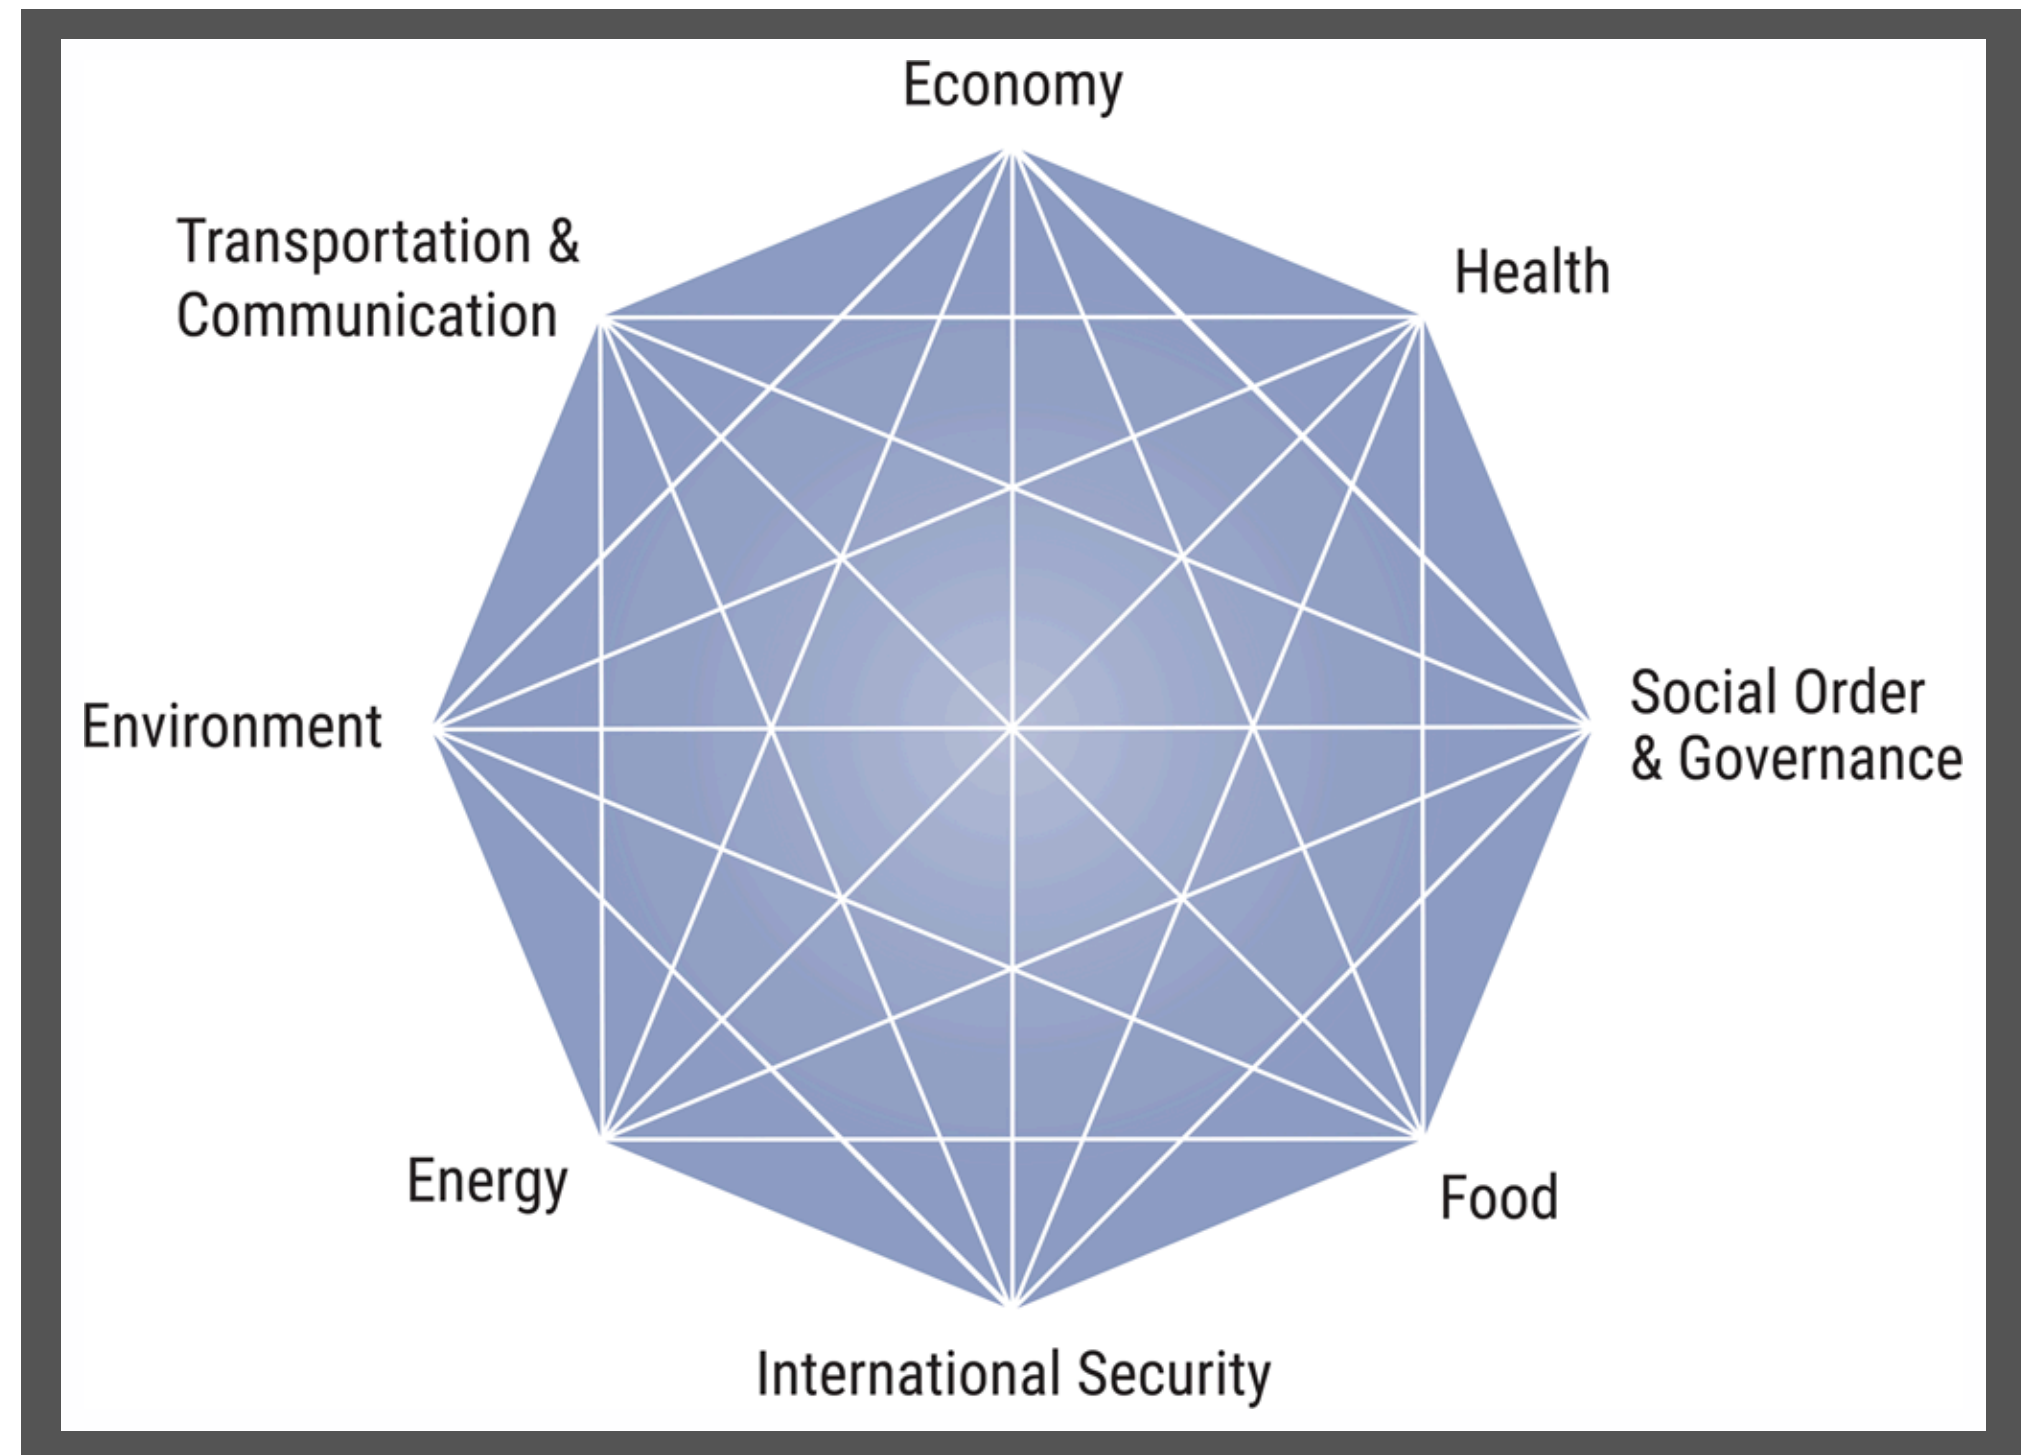 Economy
Transportation &
Communication
Health
Environment
Social Order
& Governance
Energy
Food
International Security